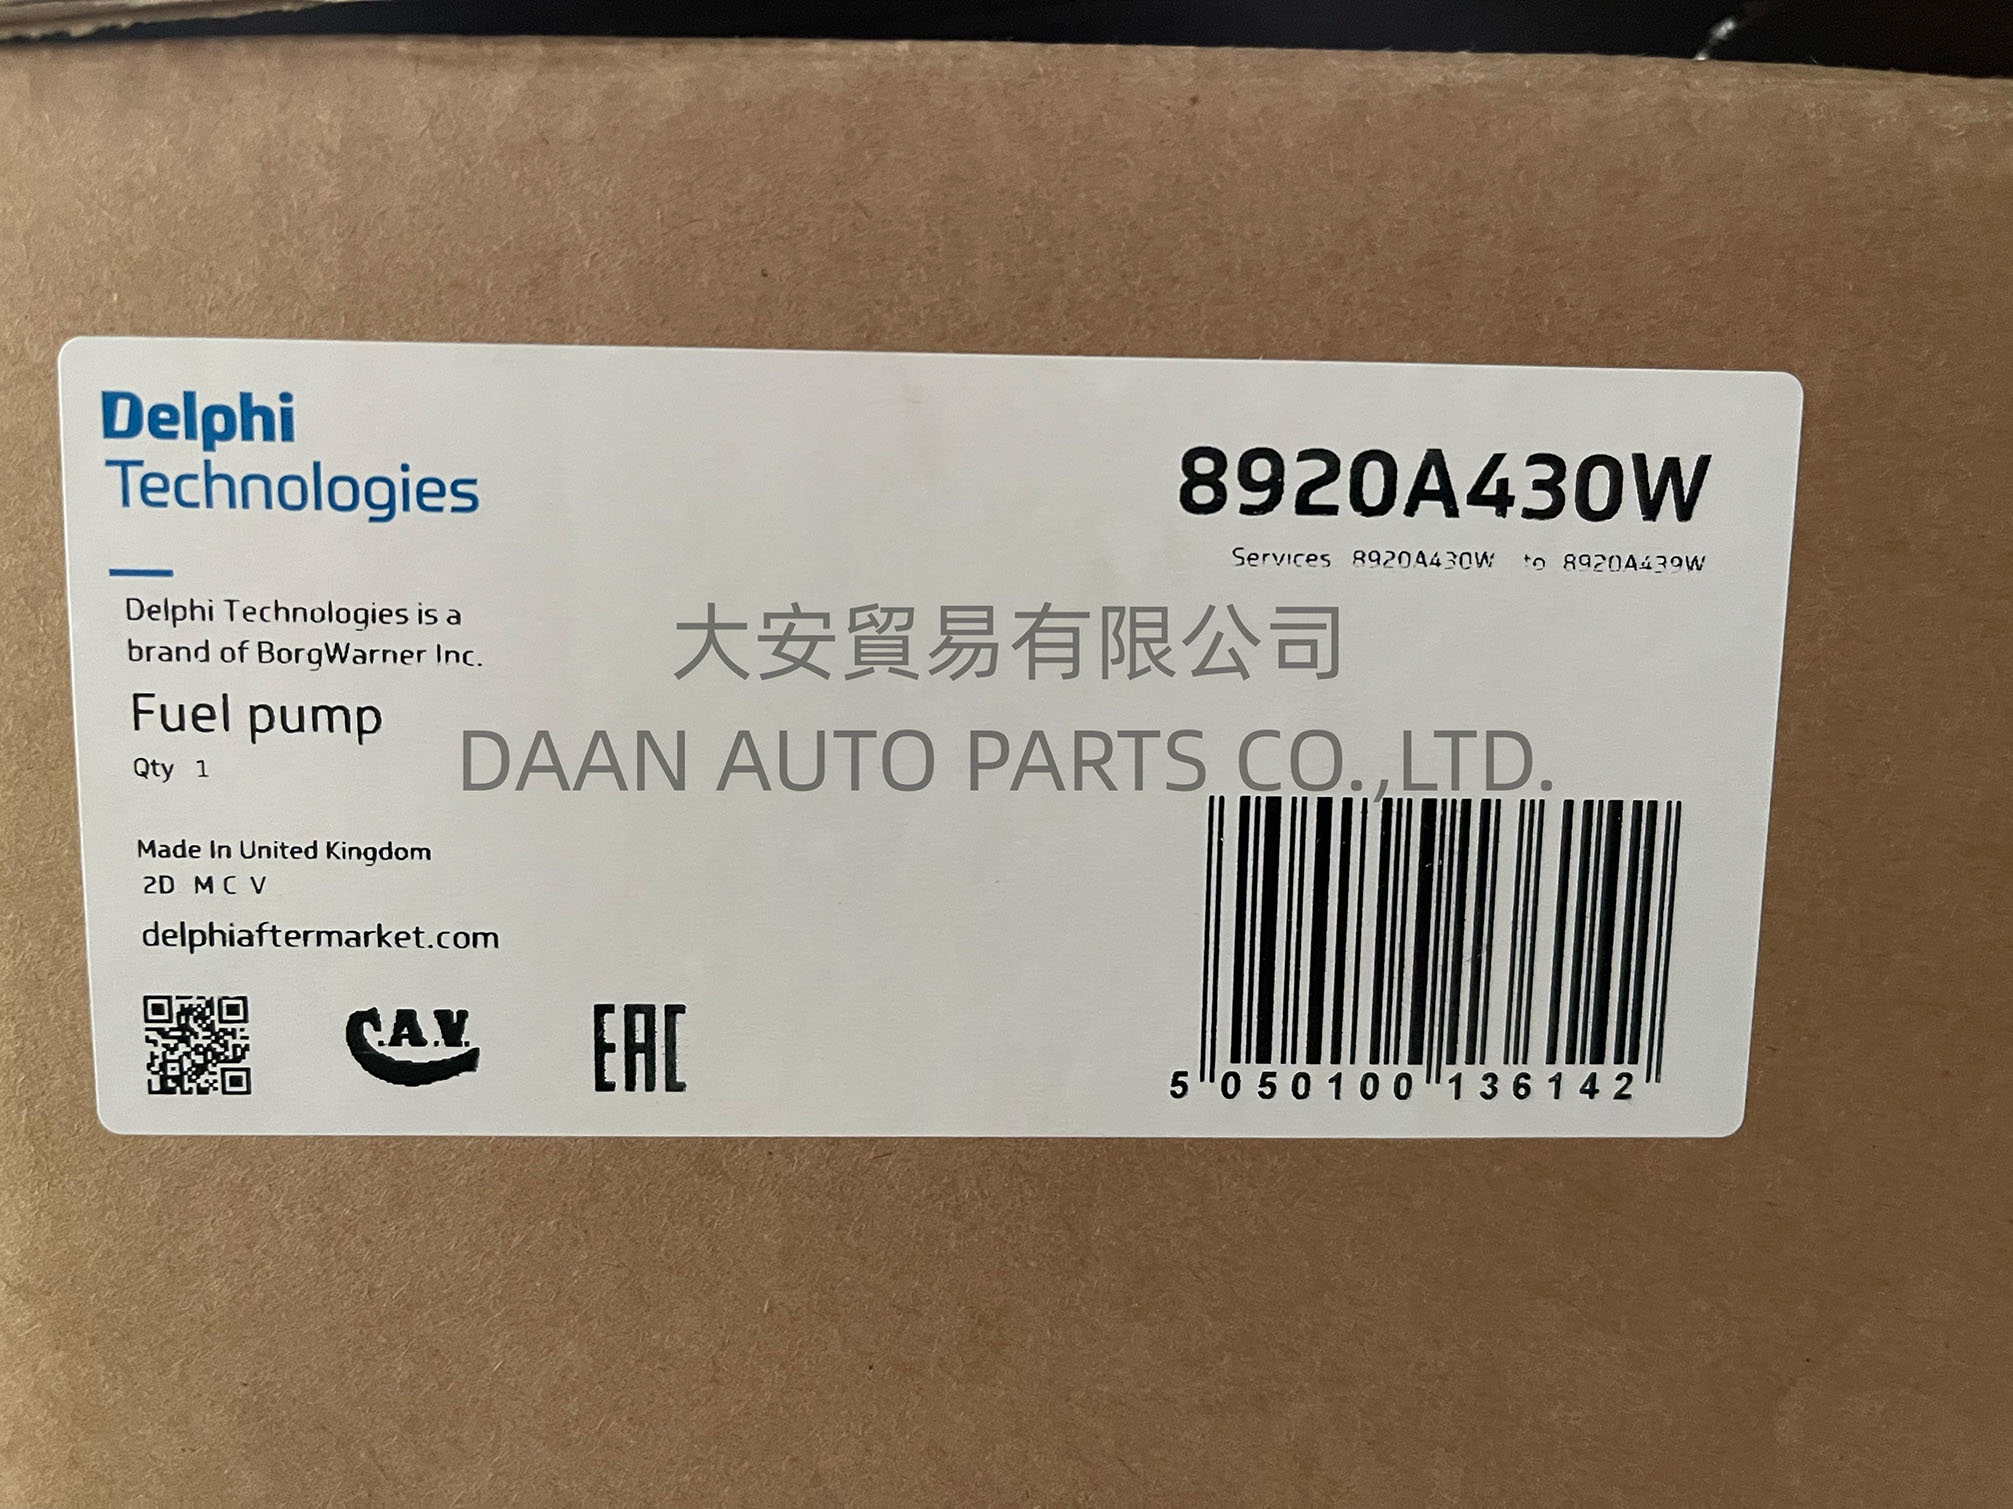 Delphi
Technologies
8920A430W
Services 8920A430W to 8920A439W
Delphi Technologies is a
brand of BorgWarner Inc.
大安貿易有限公司
Fuel pump
DAAN AUTO PARTS CO.,LTD.
Qty 1
Made In United Kingdom
2D M C V
delphiaftermarket.com
C.A.V.
EAC
5 050100 136142